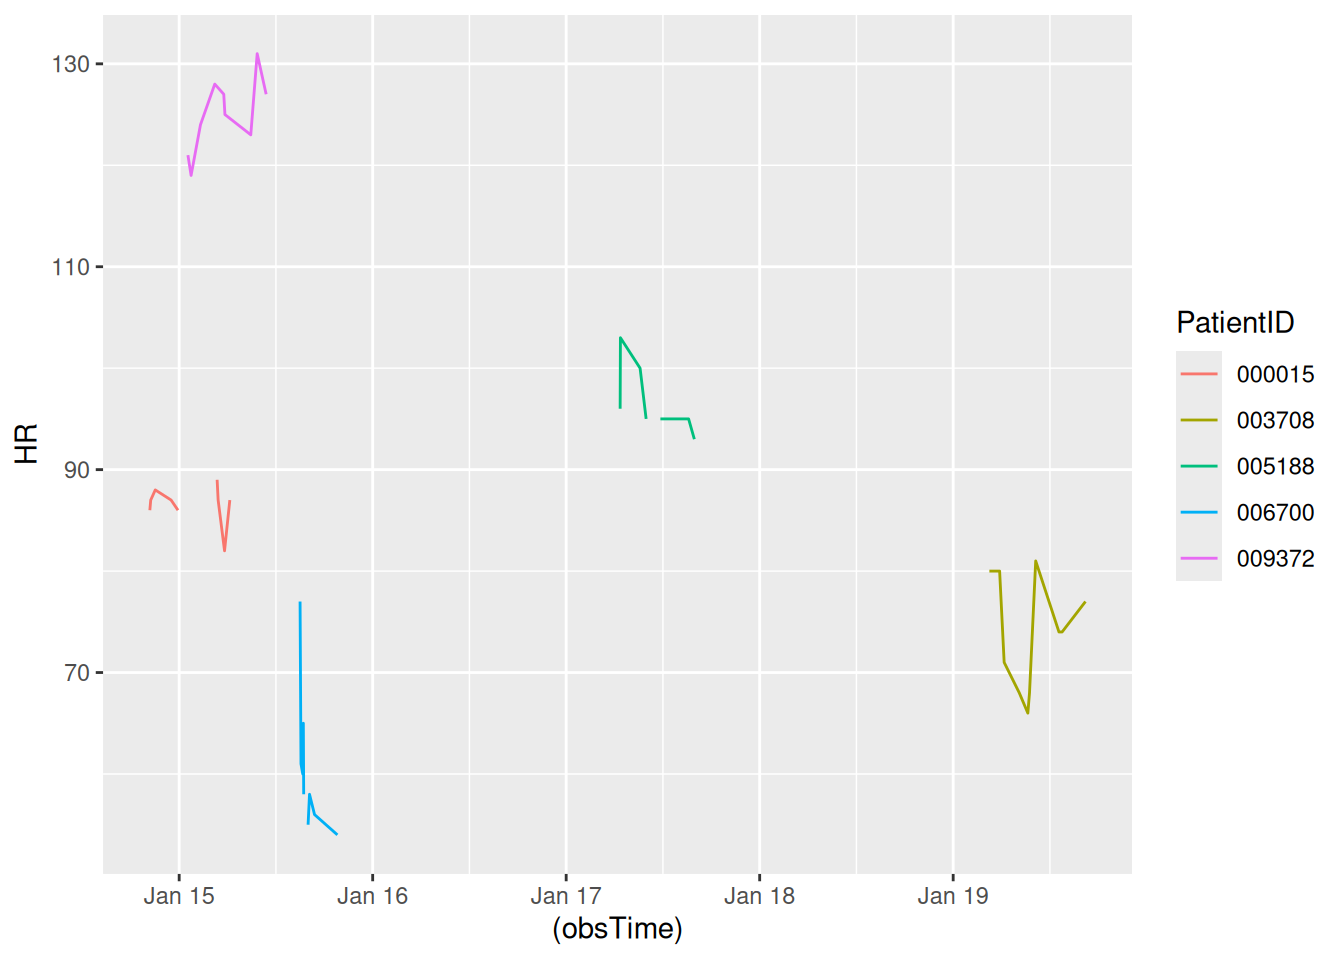 130
110
90
70
HR
Jan 15
Jan 16
Jan 17
Jan 18
Jan 19
(obsTime)
PatientID
000015
003708
005188
006700
009372